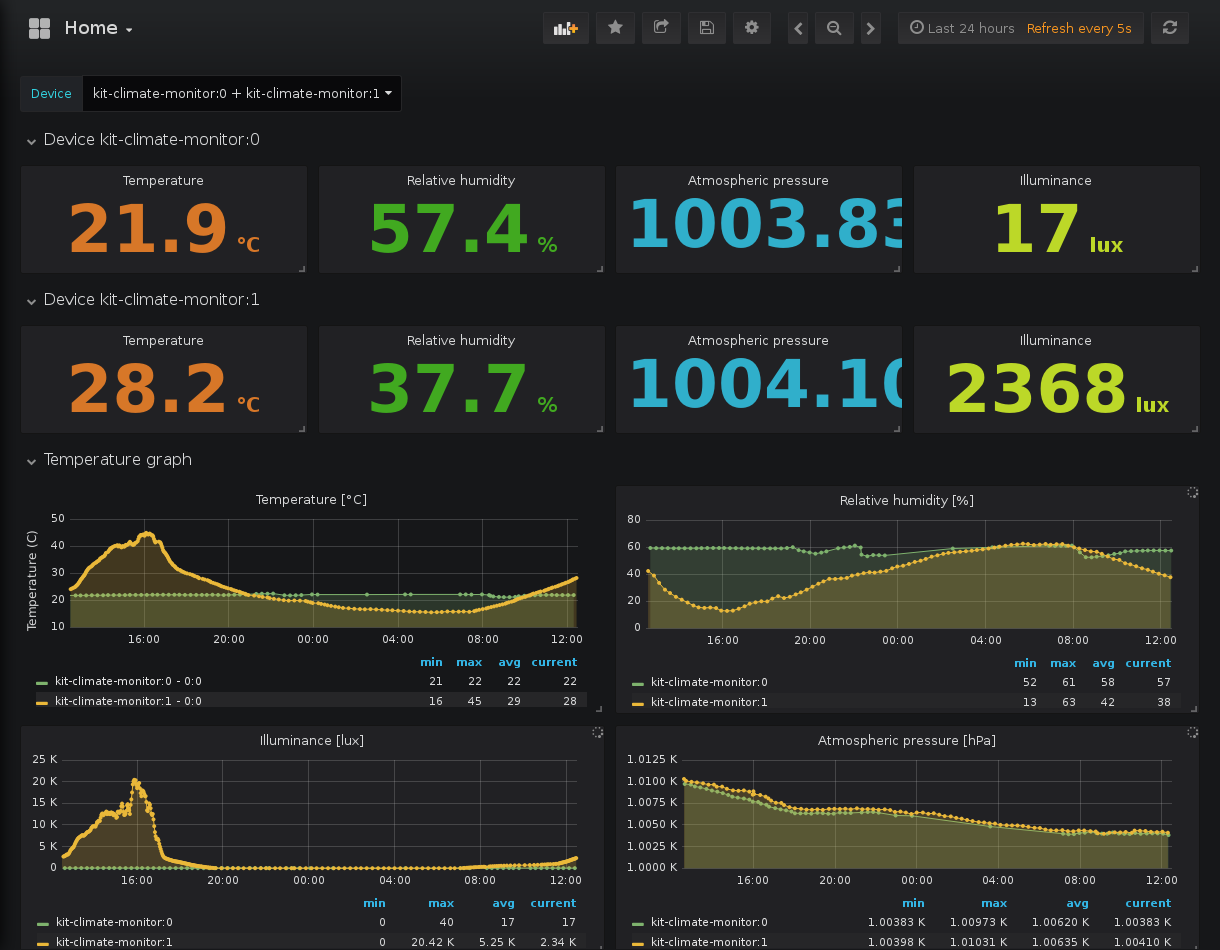 Home
Last 24 hours Refresh every 5s
Device kit-climate-monitor:0 + kit-climate-monitor:1
Device kit-climate-monitor:0
Temperature Relative humidity Atmospheric pressure Illuminance
21.9 °C 57.4 % 1003.83 17 lux
Device kit-climate-monitor:1
Temperature Relative humidity Atmospheric pressure Illuminance
28.2 °C 37.7 % 1004.10 2368 lux
Temperature graph
Temperature [°C]
Temperature (C)
50
40
30
20
10
16:00 20:00 00:00 04:00 08:00 12:00
min max avg current
kit-climate-monitor:0 - 0:0 21 22 22 22
kit-climate-monitor:1 - 0:0 16 45 29 28
Relative humidity [%]
80
60
40
20
0
16:00 20:00 00:00 04:00 08:00 12:00
min max avg current
kit-climate-monitor:0 52 61 58 57
kit-climate-monitor:1 13 63 42 38
Illuminance [lux]
25 K
20 K
15 K
10 K
5 K
0
16:00 20:00 00:00 04:00 08:00 12:00
min max avg current
kit-climate-monitor:0 0 40 17 17
kit-climate-monitor:1 0 20.42 K 5.25 K 2.34 K
Atmospheric pressure [hPa]
1.0125 K
1.0100 K
1.0075 K
1.0050 K
1.0025 K
1.0000 K
16:00 20:00 00:00 04:00 08:00 12:00
min max avg current
kit-climate-monitor:0 1.00383 K 1.00973 K 1.00620 K 1.00383 K
kit-climate-monitor:1 1.00398 K 1.01031 K 1.00635 K 1.00410 K